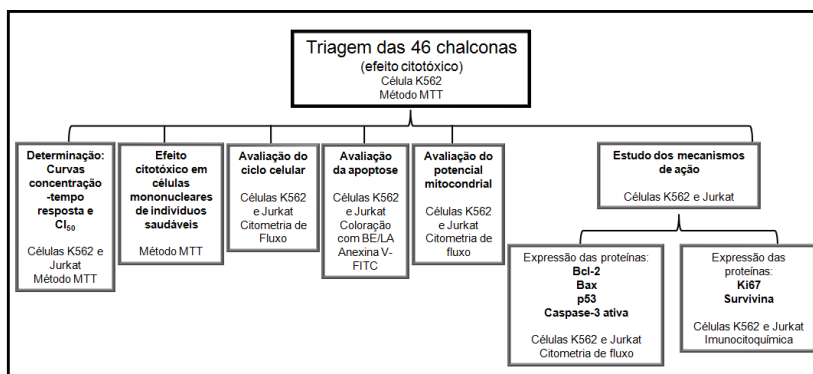 Triagem das 46 chalconas
(efeito citotóxico)
Célula K562
Método MTT
Determinação:
Curvas
concentração
-tempo
resposta e
CI50
Células K562 e
Jurkat
Método MTT
Efeito
citotóxico em
células
mononucleares
de indivíduos
saudáveis
Método MTT
Avaliação do
ciclo celular
Células K562
e Jurkat
Citometria de
Fluxo
Avaliação
da apoptose
Células K562
e Jurkat
Coloração
com BE/LA
Anexina V-
FITC
Avaliação do
potencial
mitocondrial
Células K562
e Jurkat
Citometria de
fluxo
Estudo dos mecanismos
de ação
Células K562 e Jurkat
Expressão das proteínas:
Bcl-2
Bax
p53
Caspase-3 ativa
Células K562 e Jurkat
Citometria de fluxo
Expressão das
proteínas:
Ki67
Survivina
Células K562 e Jurkat
Imunocitoquímica